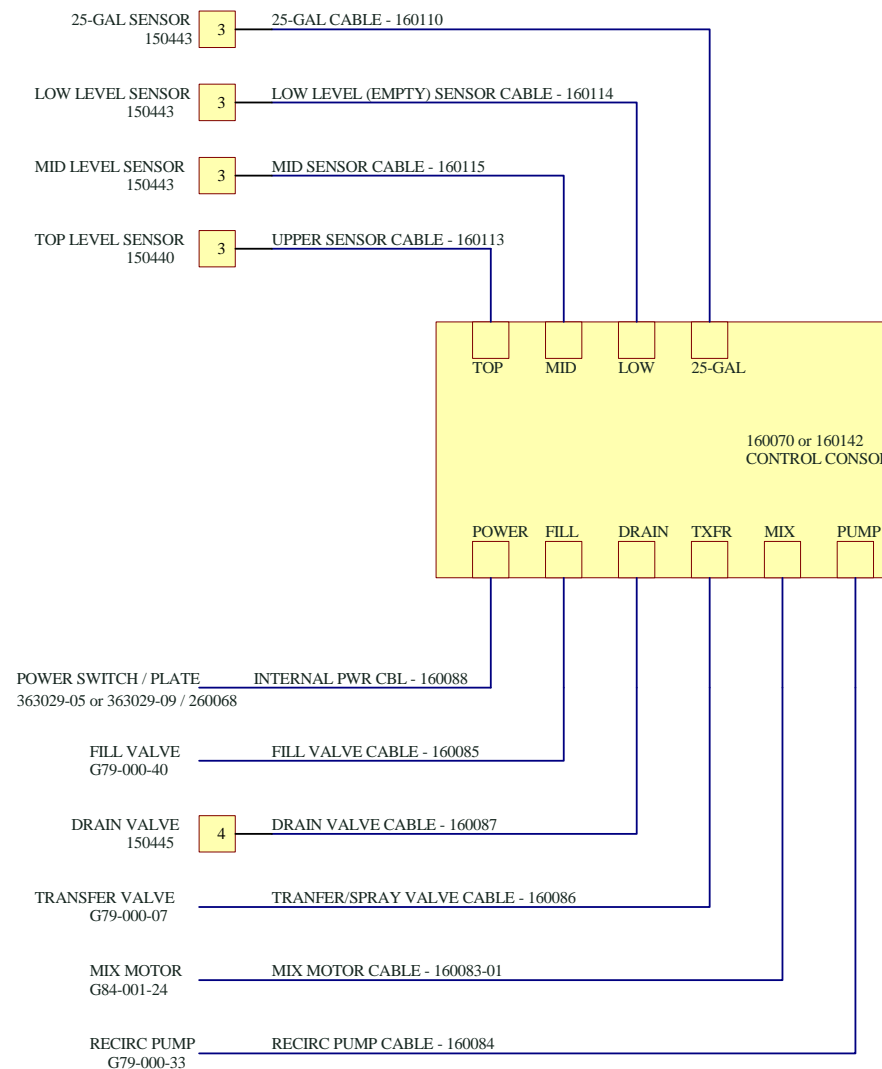 25-GAL SENSOR
150443
3
25-GAL CABLE - 160110
LOW LEVEL SENSOR
150443
3
LOW LEVEL (EMPTY) SENSOR CABLE - 160114
MID LEVEL SENSOR
150443
3
MID SENSOR CABLE - 160115
TOP LEVEL SENSOR
150440
3
UPPER SENSOR CABLE - 160113
TOP
MID
LOW
25-GAL
160070 or 160142
CONTROL CONSOL
POWER
FILL
DRAIN
TXFR
MIX
PUMP
POWER SWITCH / PLATE
363029-05 or 363029-09 / 260068
INTERNAL PWR CBL - 160088
FILL VALVE
G79-000-40
FILL VALVE CABLE - 160085
DRAIN VALVE
150445
4
DRAIN VALVE CABLE - 160087
TRANSFER VALVE
G79-000-07
TRANFER/SPRAY VALVE CABLE - 160086
MIX MOTOR
G84-001-24
MIX MOTOR CABLE - 160083-01
RECIRC PUMP
G79-000-33
RECIRC PUMP CABLE - 160084